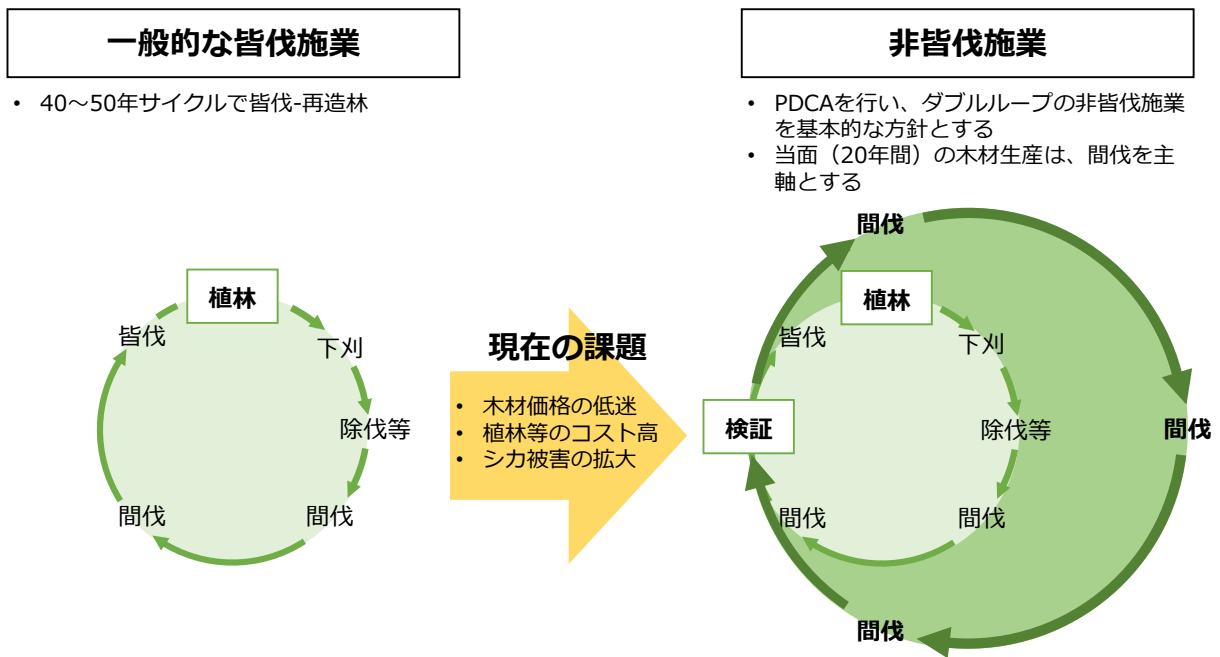 一般的な皆伐施業
• 40～50年サイクルで皆伐-再造林
植林
下刈
除伐等
間伐
間伐
皆伐
現在の課題
• 木材価格の低迷
• 植林等のコスト高
• シカ被害の拡大
非皆伐施業
• PDCAを行い、ダブルループの非皆伐施業
を基本的な方針とする
• 当面（20年間）の木材生産は、間伐を主
軸とする
間伐
植林
皆伐
下刈
検証
除伐等
間伐
間伐
間伐
間伐